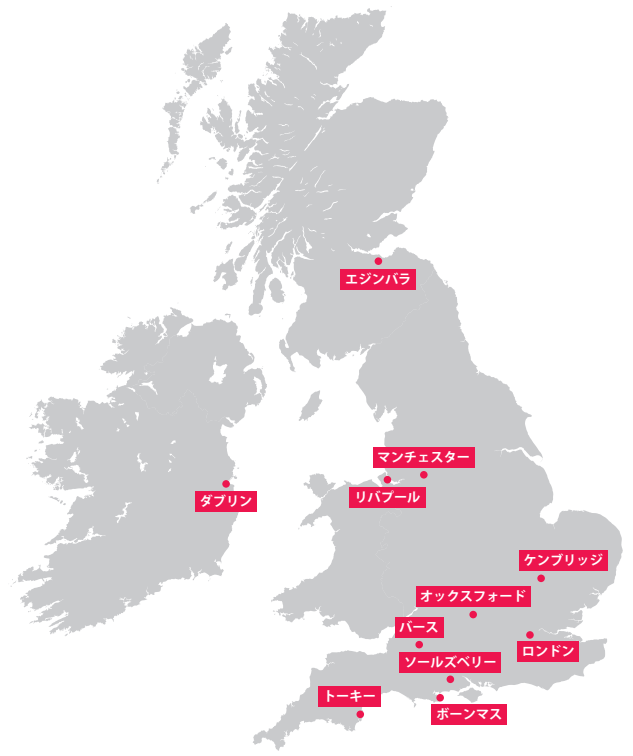 エジンバラ
マンチェスター
リバプール
ダブリン
ケンブリッジ
オックスフォード
バース
ロンドン
ソールズベリー
トーキー
ボーンマス